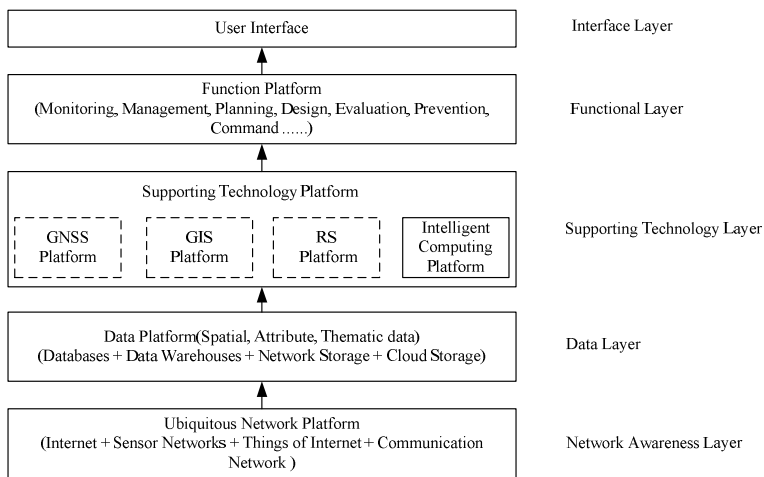 User Interface
Interface Layer
Function Platform
(Monitoring, Management, Planning, Design, Evaluation, Prevention,
Command ......)
Functional Layer
Supporting Technology Platform
GNSS
Platform
GIS
Platform
RS
Platform
Intelligent
Computing
Platform
Supporting Technology Layer
Data Platform(Spatial, Attribute, Thematic data)
(Databases + Data Warehouses + Network Storage + Cloud Storage)
Data Layer
Ubiquitous Network Platform
(Internet + Sensor Networks + Things of Internet + Communication
Network )
Network Awareness Layer